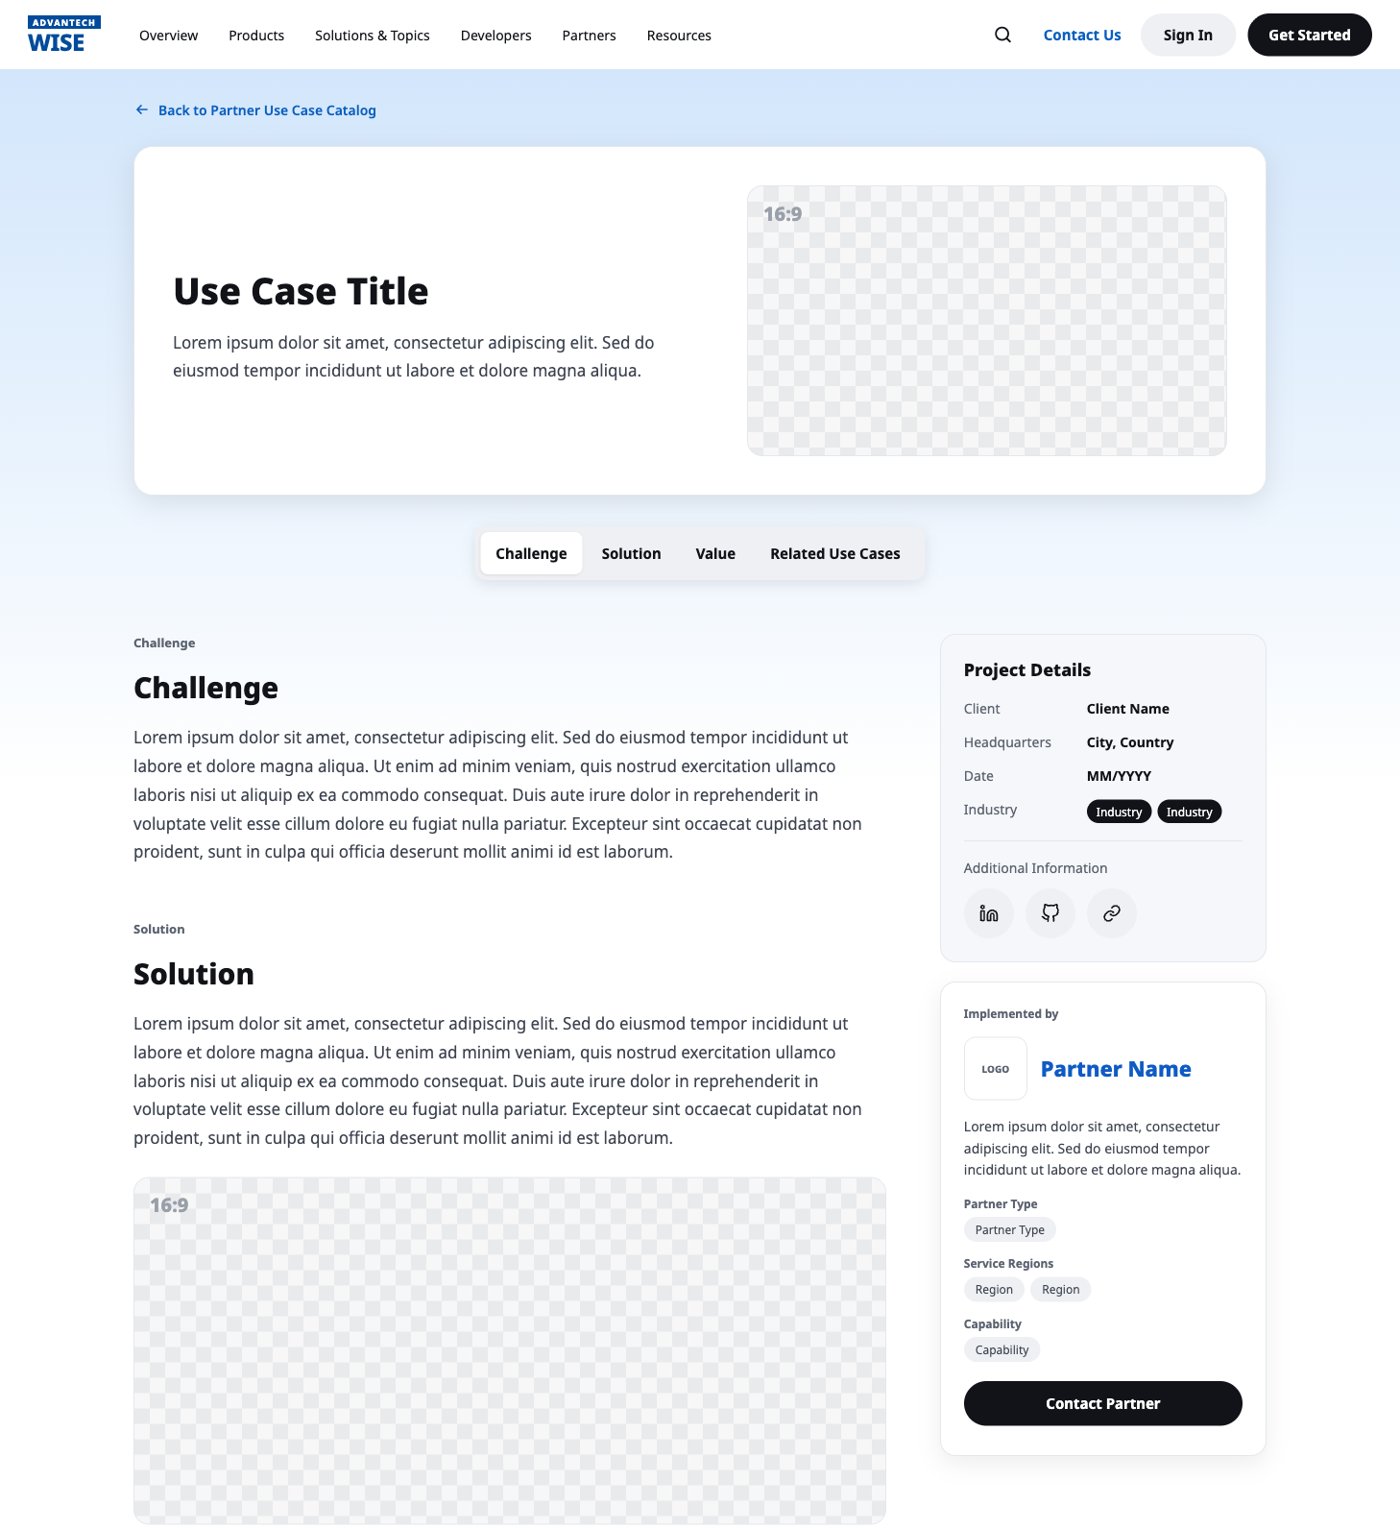 ADVANTECH
WISE
Overview
Products
Solutions & Topics
Developers
Partners
Resources
Contact Us
Sign In
Get Started
Back to Partner Use Case Catalog
Use Case Title
Lorem ipsum dolor sit amet, consectetur adipiscing elit. Sed do
eiusmod tempor incididunt ut labore et dolore magna aliqua.
16:9
Challenge
Solution
Value
Related Use Cases
Challenge
Challenge
Lorem ipsum dolor sit amet, consectetur adipiscing elit. Sed do eiusmod tempor incididunt ut
labore et dolore magna aliqua. Ut enim ad minim veniam, quis nostrud exercitation ullamco
laboris nisi ut aliquip ex ea commodo consequat. Duis aute irure dolor in reprehenderit in
voluptate velit esse cillum dolore eu fugiat nulla pariatur. Excepteur sint occaecat cupidatat non
proident, sunt in culpa qui officia deserunt mollit animi id est laborum.
Solution
Solution
Lorem ipsum dolor sit amet, consectetur adipiscing elit. Sed do eiusmod tempor incididunt ut
labore et dolore magna aliqua. Ut enim ad minim veniam, quis nostrud exercitation ullamco
laboris nisi ut aliquip ex ea commodo consequat. Duis aute irure dolor in reprehenderit in
voluptate velit esse cillum dolore eu fugiat nulla pariatur. Excepteur sint occaecat cupidatat non
proident, sunt in culpa qui officia deserunt mollit animi id est laborum.
16:9
Project Details
Client Client Name
Headquarters City, Country
Date MM/YYYY
Industry Industry Industry
Additional Information
Implemented by
LOGO
Partner Name
Lorem ipsum dolor sit amet, consectetur
adipiscing elit. Sed do eiusmod tempor
incididunt ut labore et dolore magna aliqua.
Partner Type
Partner Type
Service Regions
Region Region
Capability
Capability
Contact Partner